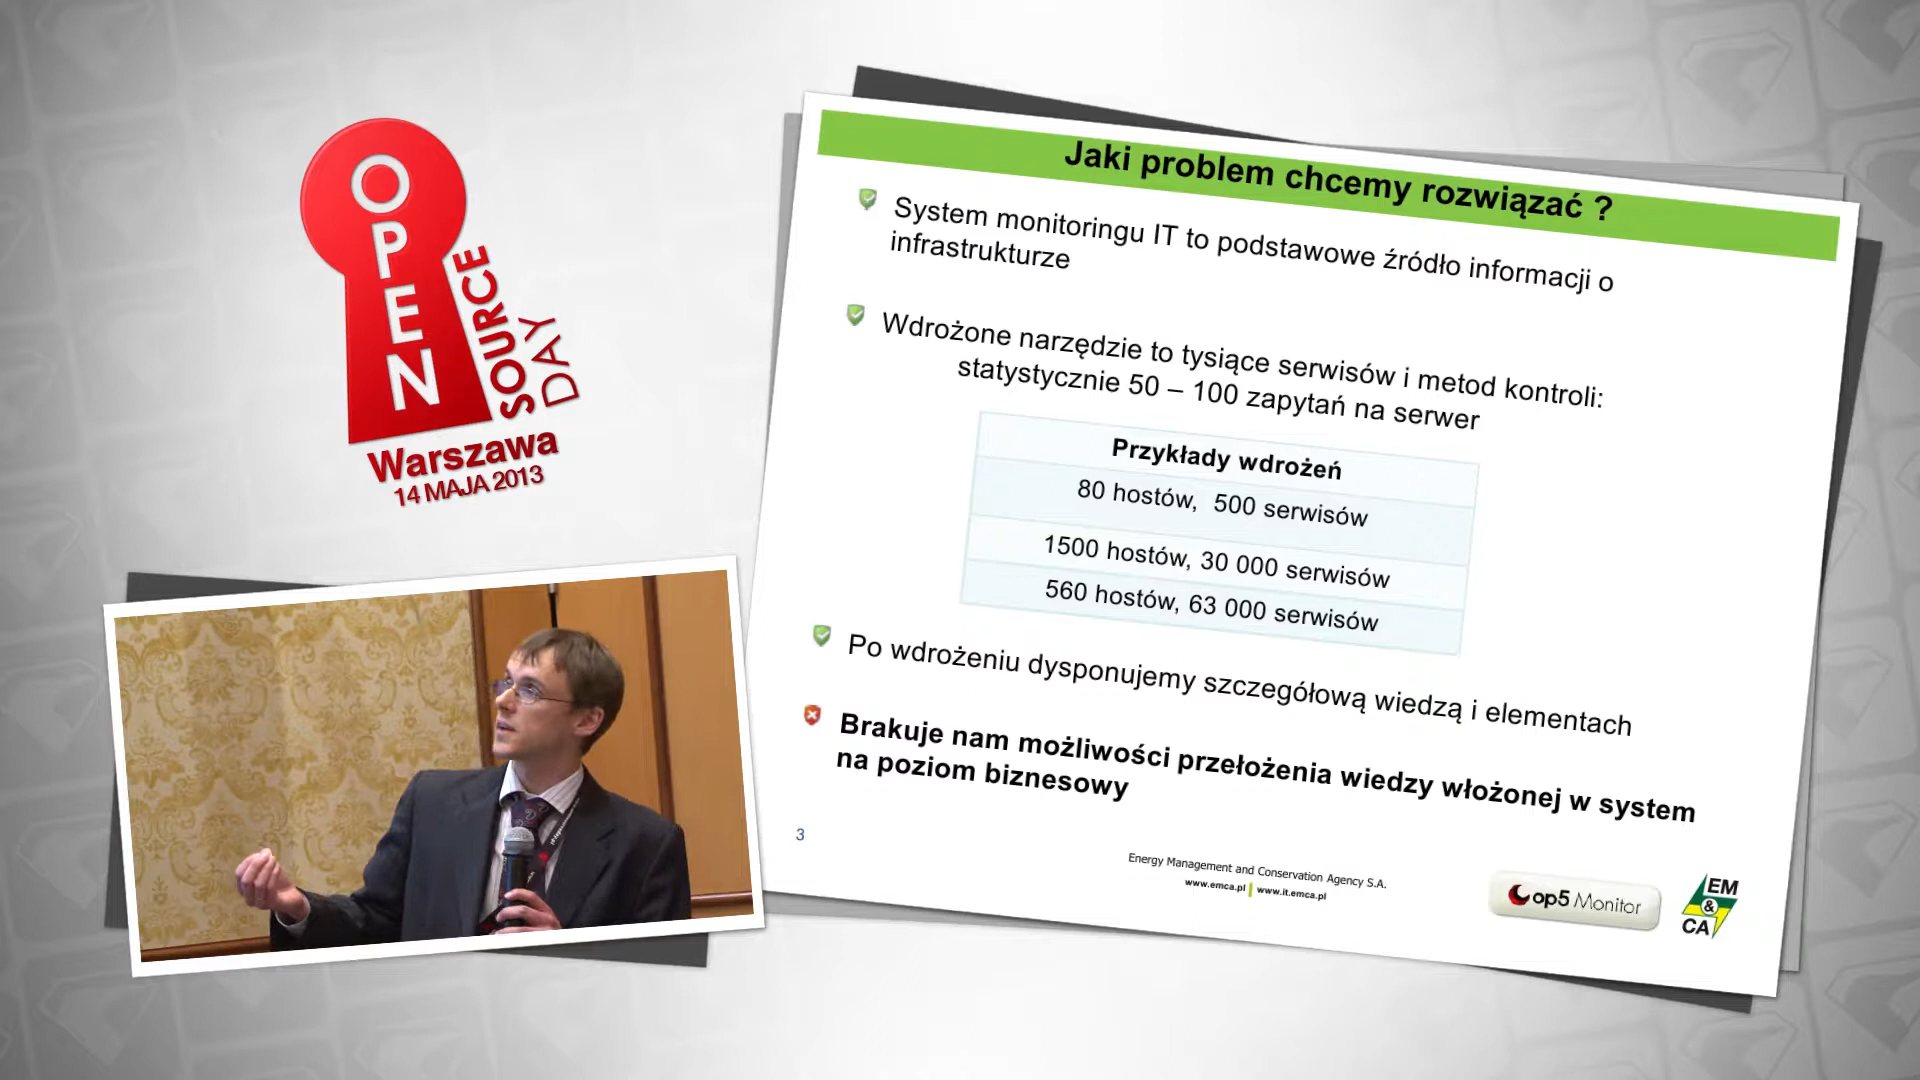 OPEN
SOURCE
DAY
Warszawa
14 MAJA 2013
Jaki problem chcemy rozwiązać ?
System monitoringu IT to podstawowe źródło informacji o
infrastrukturze
Wdrożone narzędzie to tysiące serwisów i metod kontroli:
statystycznie 50 – 100 zapytań na serwer
Przykłady wdrożeń
80 hostów, 500 serwisów
1500 hostów, 30 000 serwisów
560 hostów, 63 000 serwisów
Po wdrożeniu dysponujemy szczegółową wiedzą i elementach
Brakuje nam możliwości przełożenia wiedzy włożonej w system
na poziom biznesowy
3
Energy Management and Conservation Agency S.A.
www.emca.pl | www.it.emca.pl
op5 Monitor
EM
&
CA